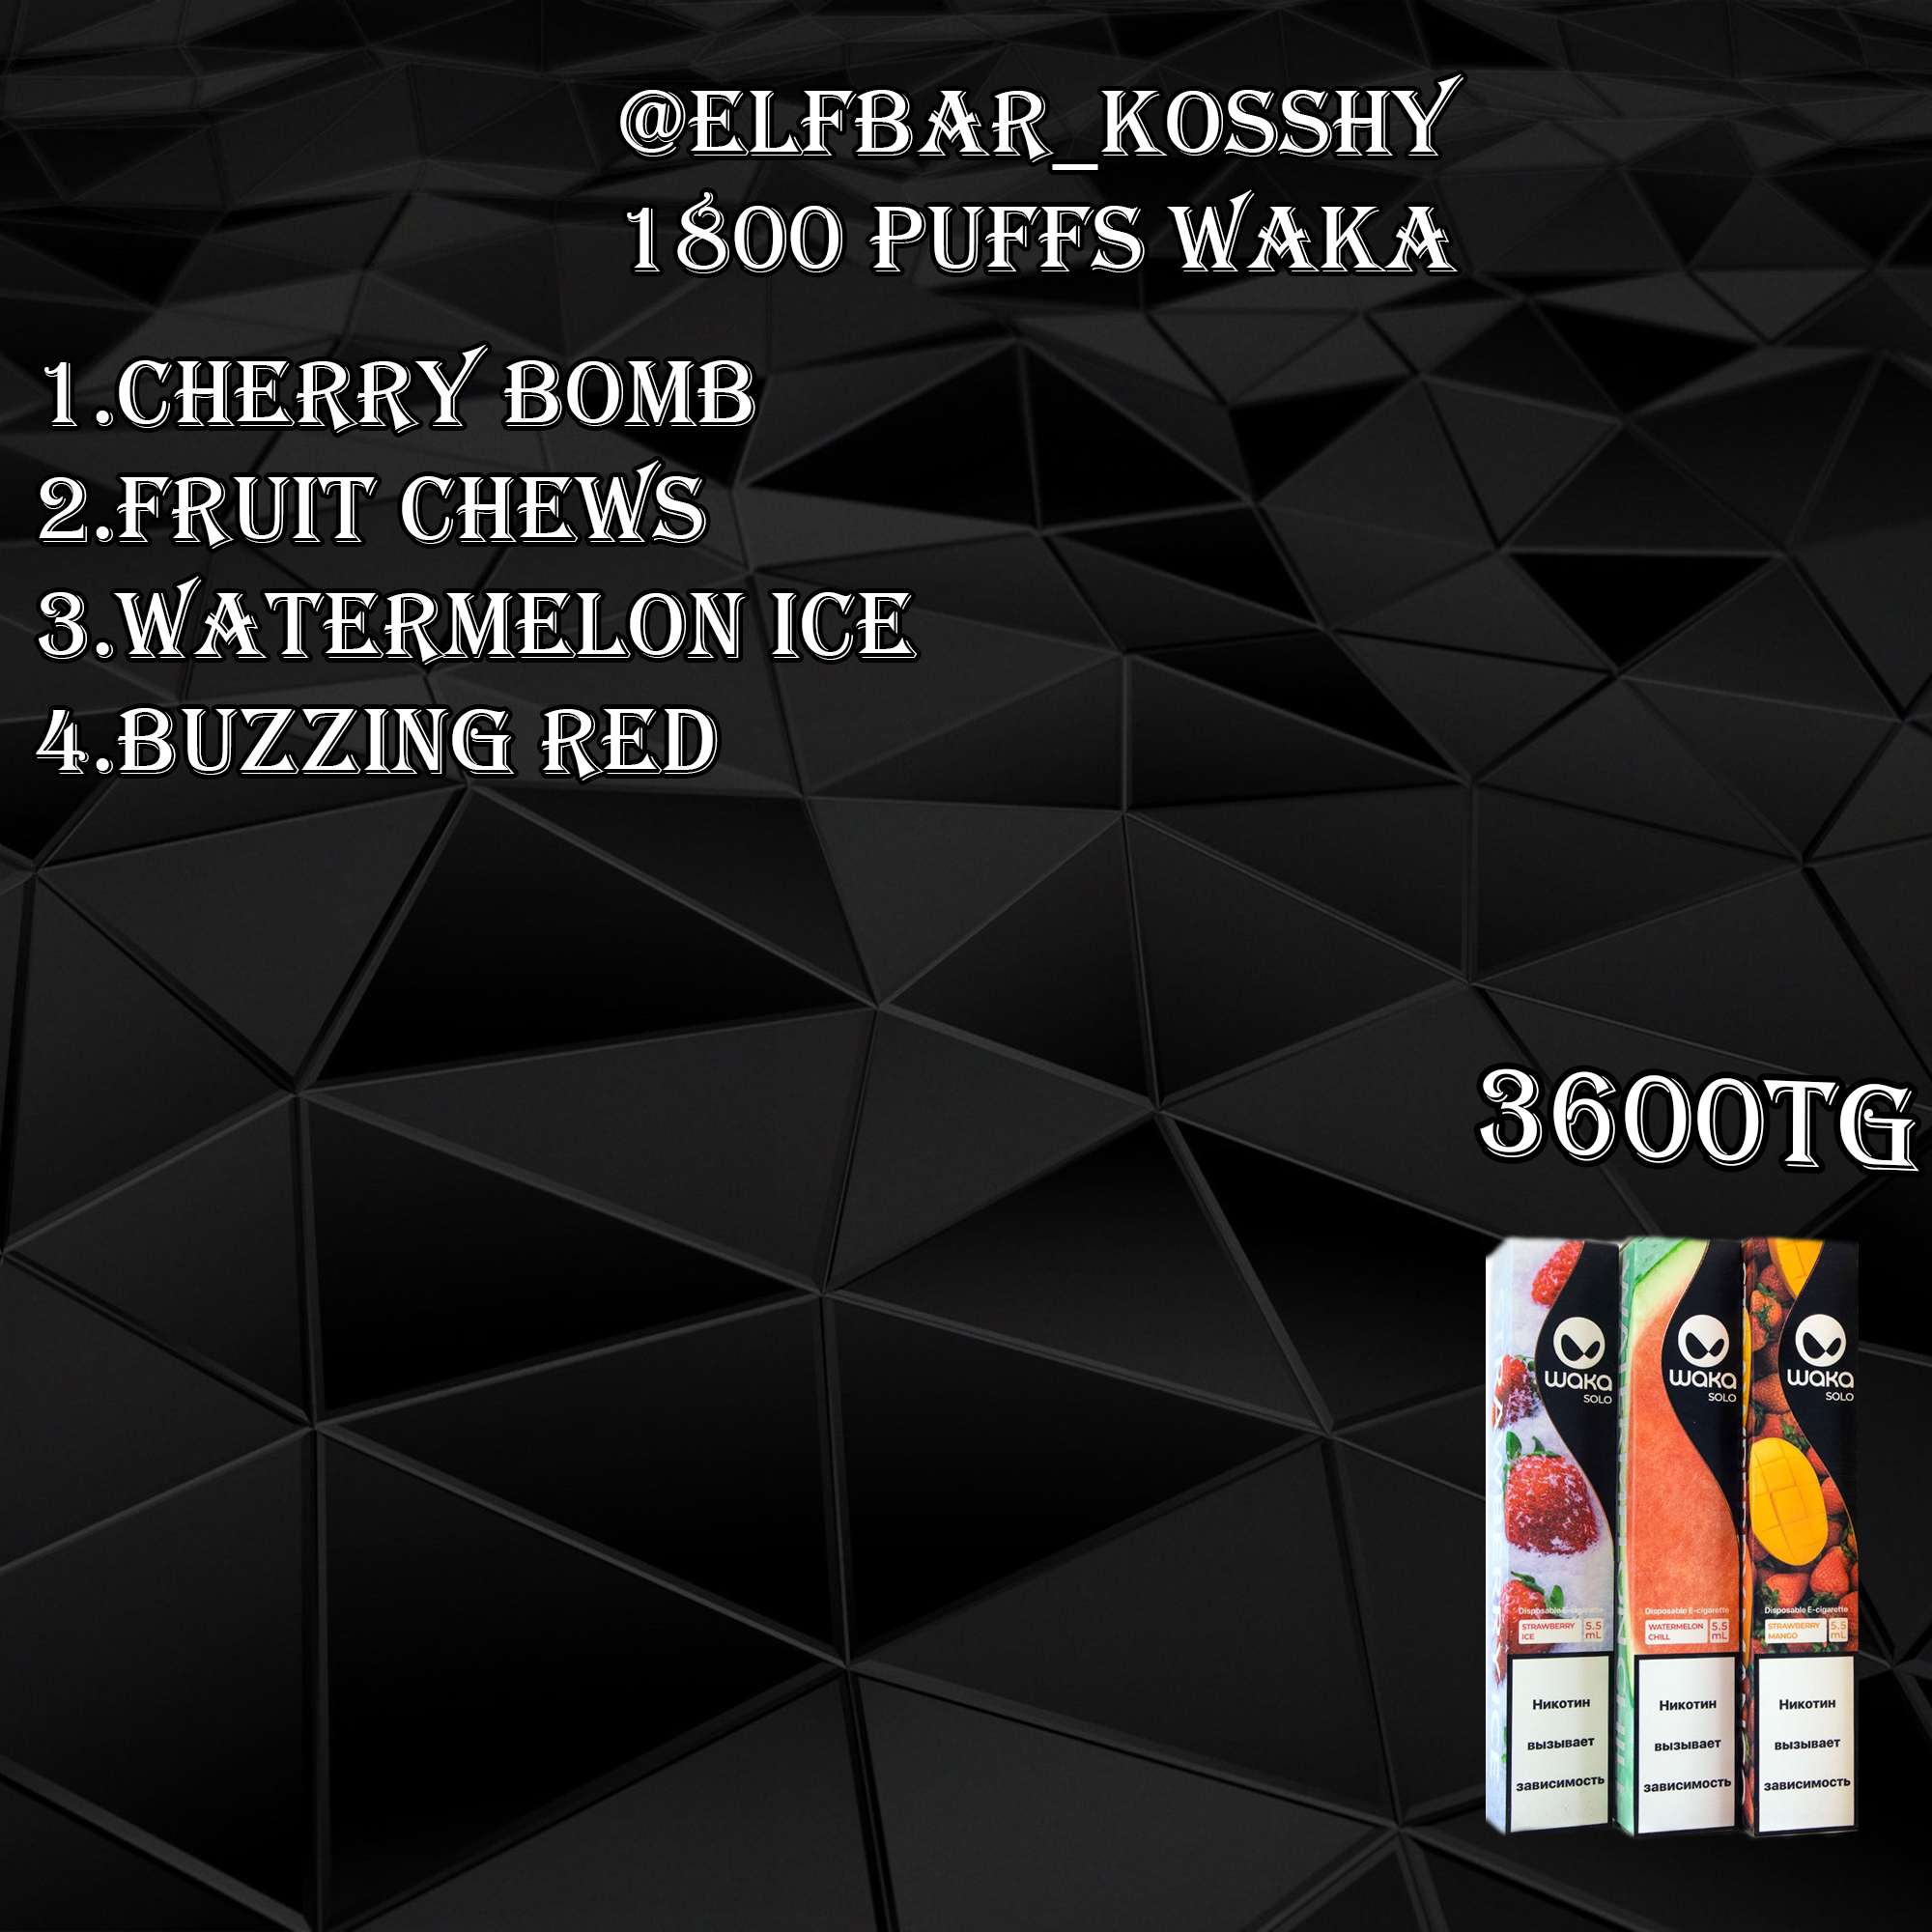 @ELFBAR_KOSSHY
1800 PUFFS WAKA
1.CHERRY BOMB
2.FRUIT CHEWS
3.WATERMELON ICE
4.BUZZING RED
3600TG
waka
SOLO
Disposable E-cigarette
STRAWBERRY
ICE
5.5
mL
Никотин
вызывает
зависимость
waka
SOLO
Disposable E-cigarette
WATERMELON
CHILL
5.5
mL
Никотин
вызывает
зависимость
waka
SOLO
Disposable E-cigarette
STRAWBERRY
MANGO
5.5
mL
Никотин
вызывает
зависимость